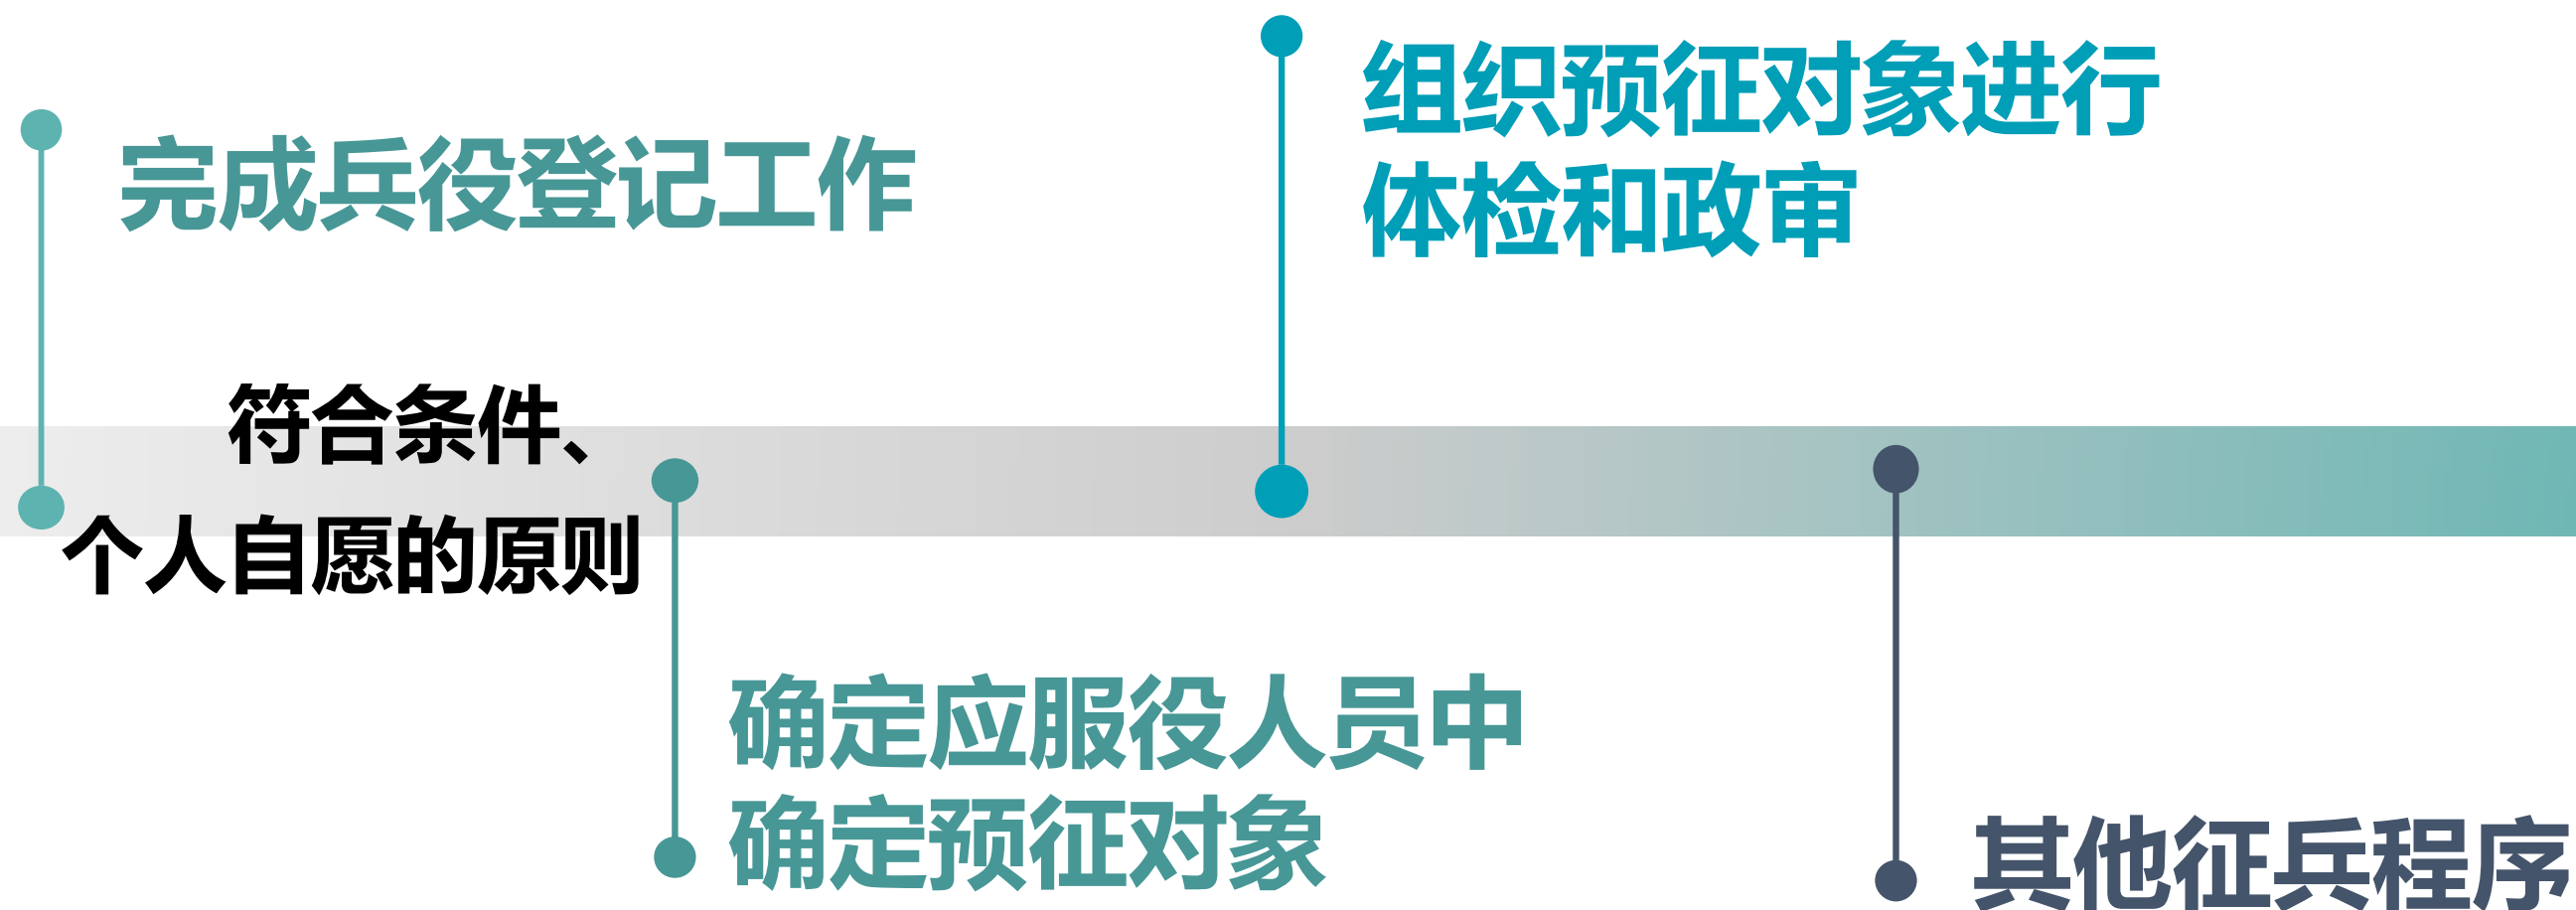 完成兵役登记工作
符合条件、
个人自愿的原则
确定应服役人员中
确定预征对象
组织预征对象进行
体检和政审
其他征兵程序